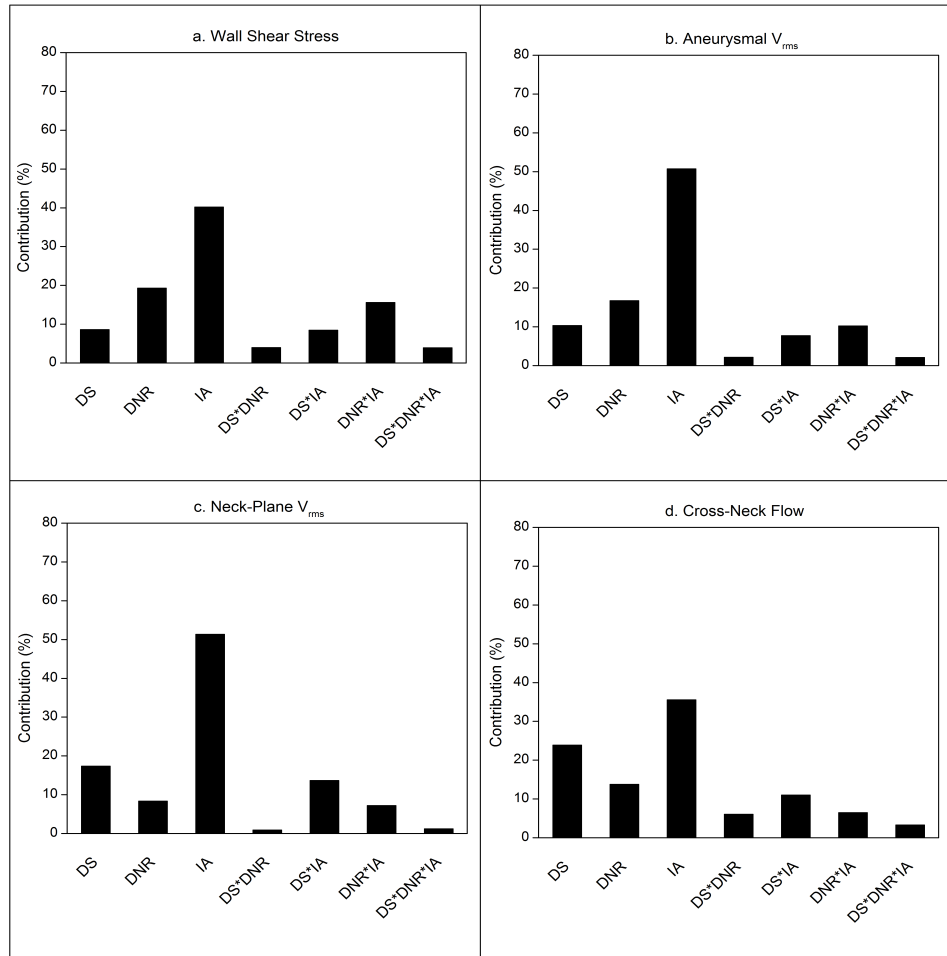 a. Wall Shear Stress
Contribution (%)
80
70
60
50
40
30
20
10
0
DS
DNR
IA
DS*DNR
DS*IA
DNR*IA
DS*DNR*IA
b. Aneurysmal Vrms
Contribution (%)
80
70
60
50
40
30
20
10
0
DS
DNR
IA
DS*DNR
DS*IA
DNR*IA
DS*DNR*IA
c. Neck-Plane Vrms
Contribution (%)
80
70
60
50
40
30
20
10
0
DS
DNR
IA
DS*DNR
DS*IA
DNR*IA
DS*DNR*IA
d. Cross-Neck Flow
Contribution (%)
80
70
60
50
40
30
20
10
0
DS
DNR
IA
DS*DNR
DS*IA
DNR*IA
DS*DNR*IA